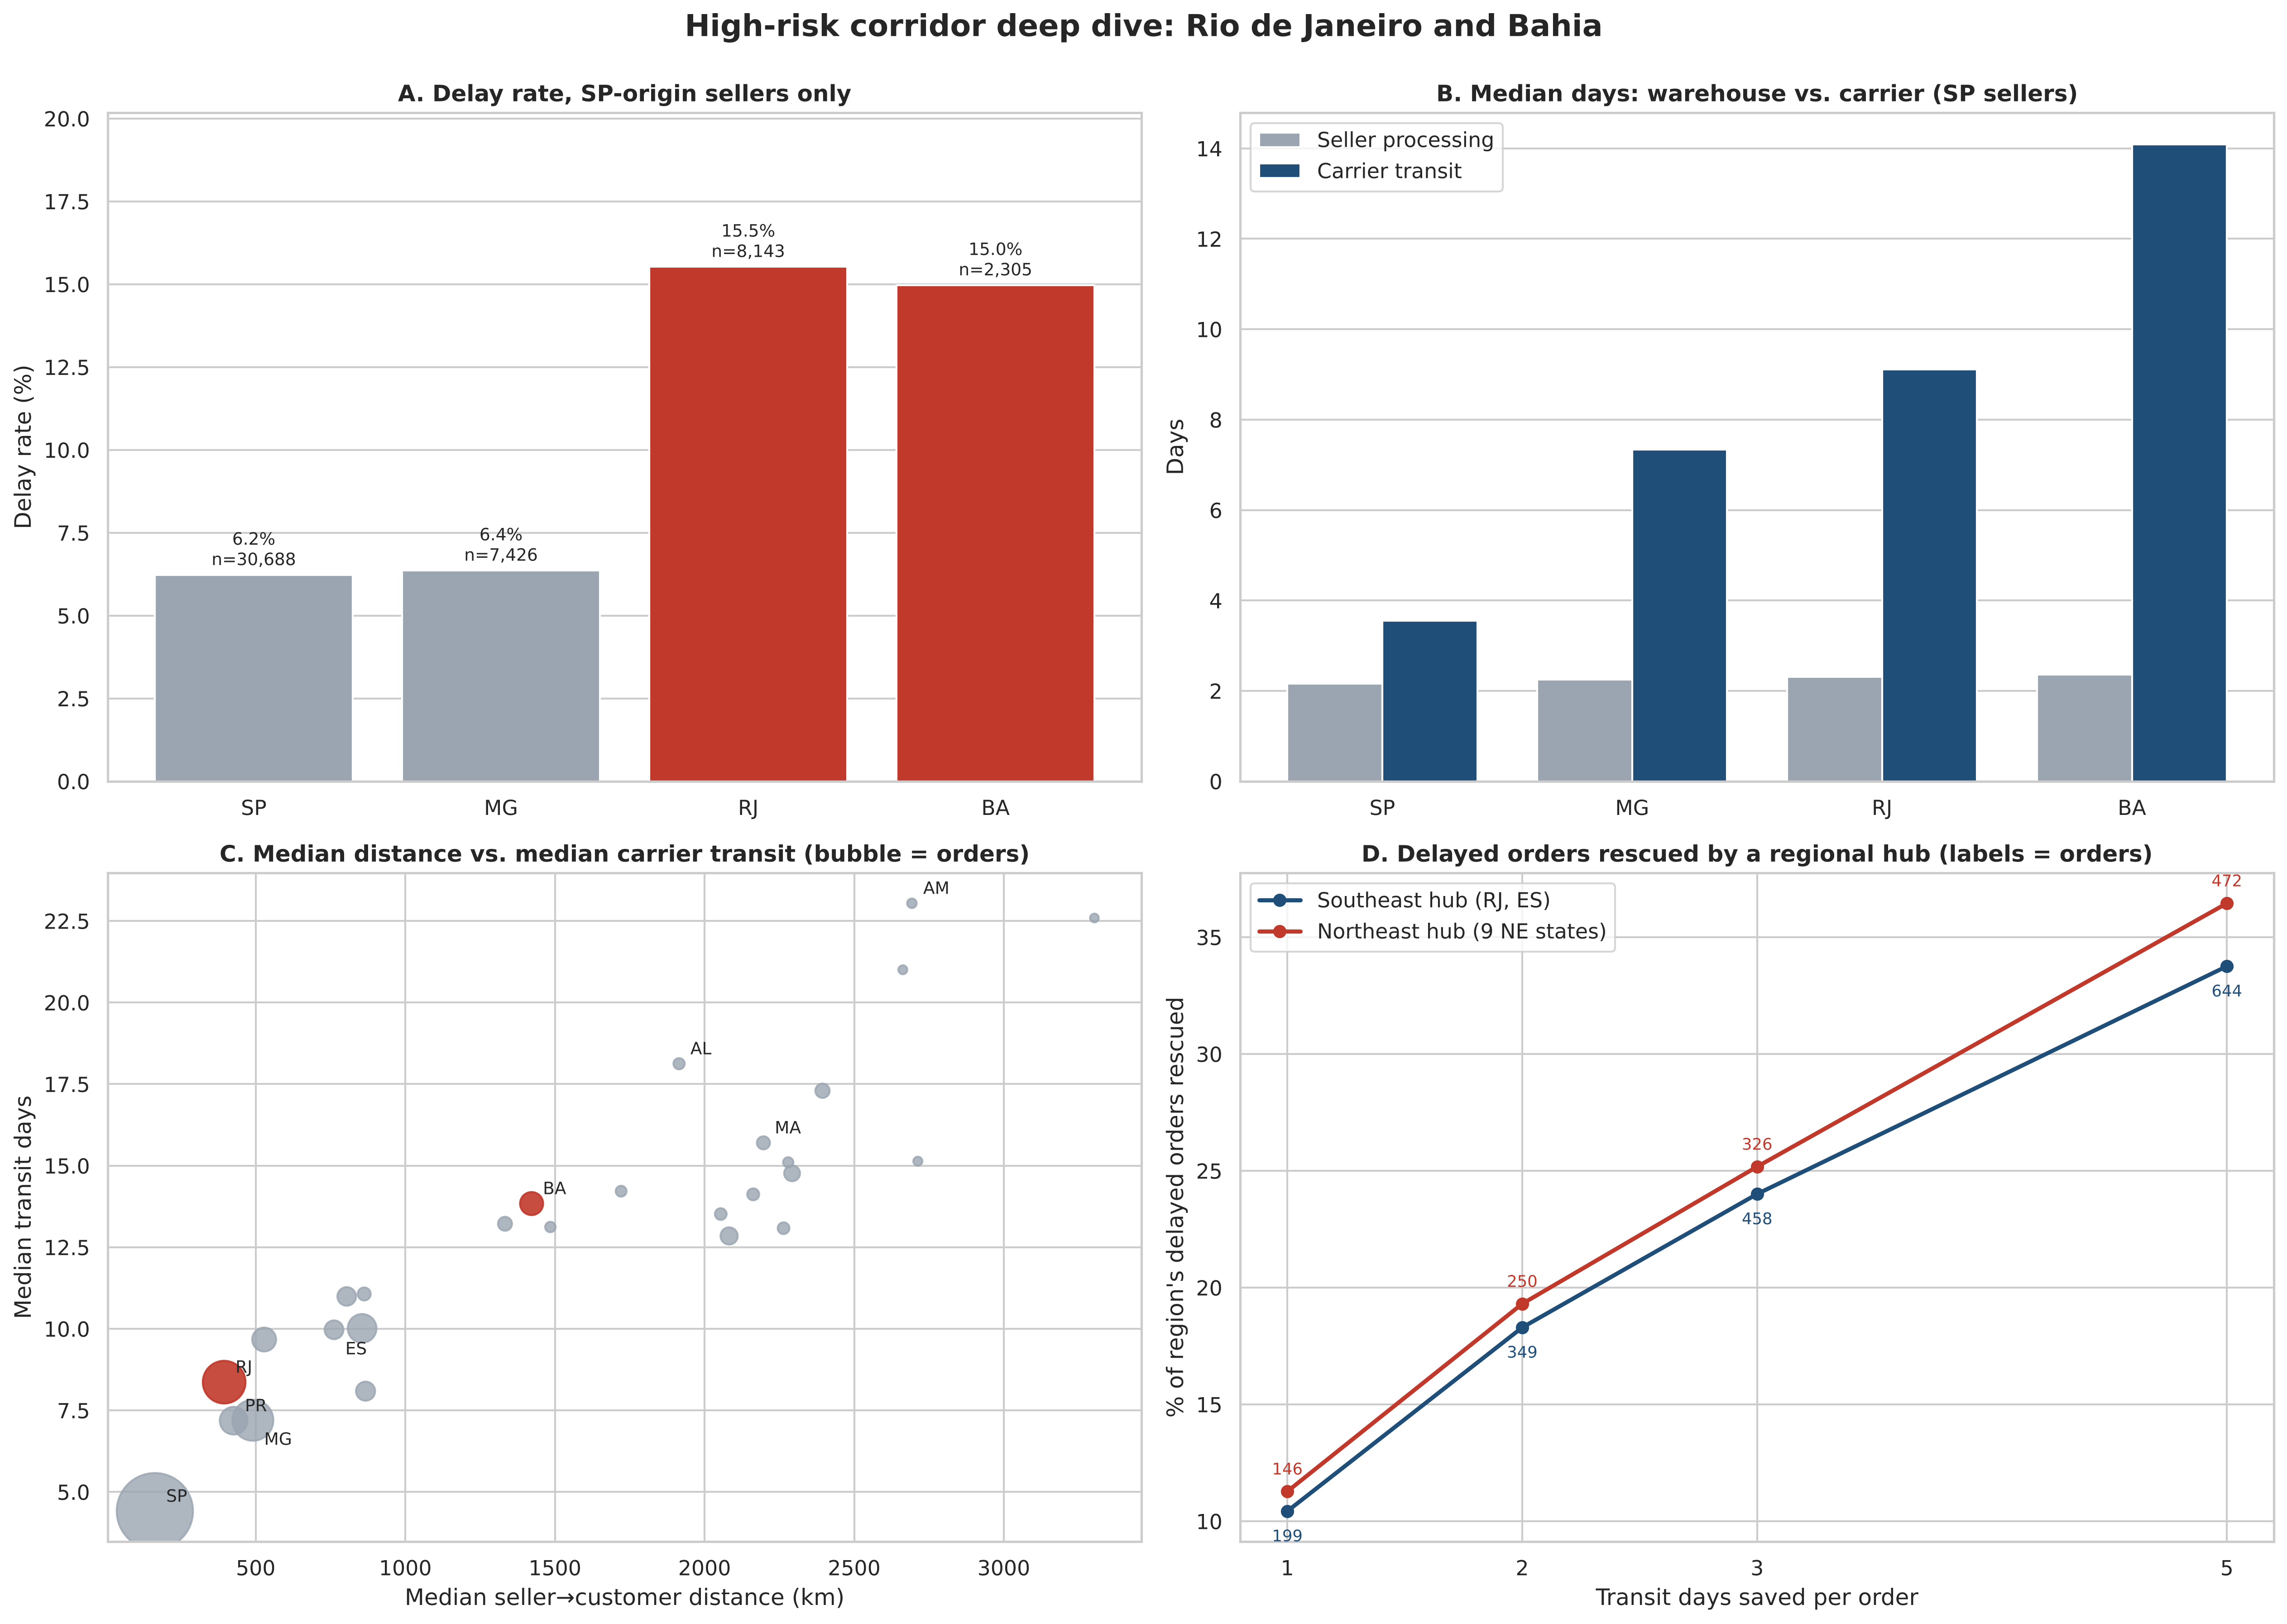 High-risk corridor deep dive: Rio de Janeiro and Bahia
A. Delay rate, SP-origin sellers only
Delay rate (%)
20.0
17.5
15.0
12.5
10.0
7.5
5.0
2.5
0.0
6.2%
n=30,688
6.4%
n=7,426
15.5%
n=8,143
15.0%
n=2,305
SP
MG
RJ
BA
B. Median days: warehouse vs. carrier (SP sellers)
Seller processing
Carrier transit
Days
14
12
10
8
6
4
2
0
SP
MG
RJ
BA
C. Median distance vs. median carrier transit (bubble = orders)
Median transit days
22.5
20.0
17.5
15.0
12.5
10.0
7.5
5.0
AM
AL
MA
BA
ES
RJ
PR
MG
SP
500
1000
1500
2000
2500
3000
Median seller→customer distance (km)
D. Delayed orders rescued by a regional hub (labels = orders)
Southeast hub (RJ, ES)
Northeast hub (9 NE states)
% of region's delayed orders rescued
35
30
25
20
15
10
472
644
326
458
250
349
146
199
1
2
3
5
Transit days saved per order